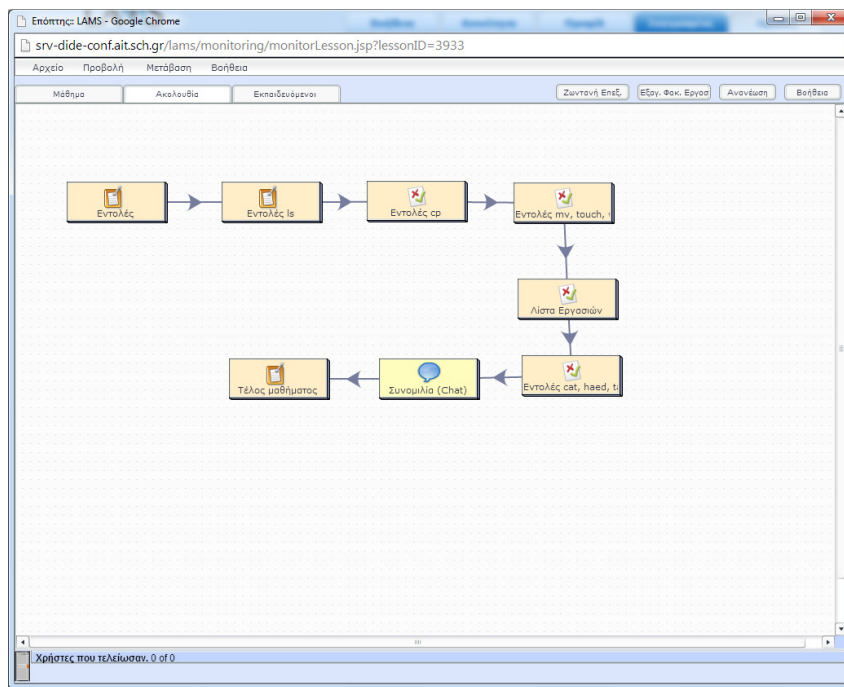 Επόπτης:: LAMS - Google Chrome
srv-dide-conf.ait.sch.gr/lams/monitoring/monitorLesson.jsp?lessonID=3933
Αρχείο Προβολή Μετάβαση Βοήθεια
Μάθημα Ακολουθία Εκπαιδευόμενοι Ζωντανή Επεξ. Εξαγ. Φακ. Εργασ Ανανέωση Βοήθεια
Εντολές Εντολές ls Εντολές cp Εντολές mv, touch,
Λίστα Εργασιών
Τέλος μαθήματος Συνομιλία (Chat) Εντολές cat, haed, t
Χρήστες που τελείωσαν. 0 of 0